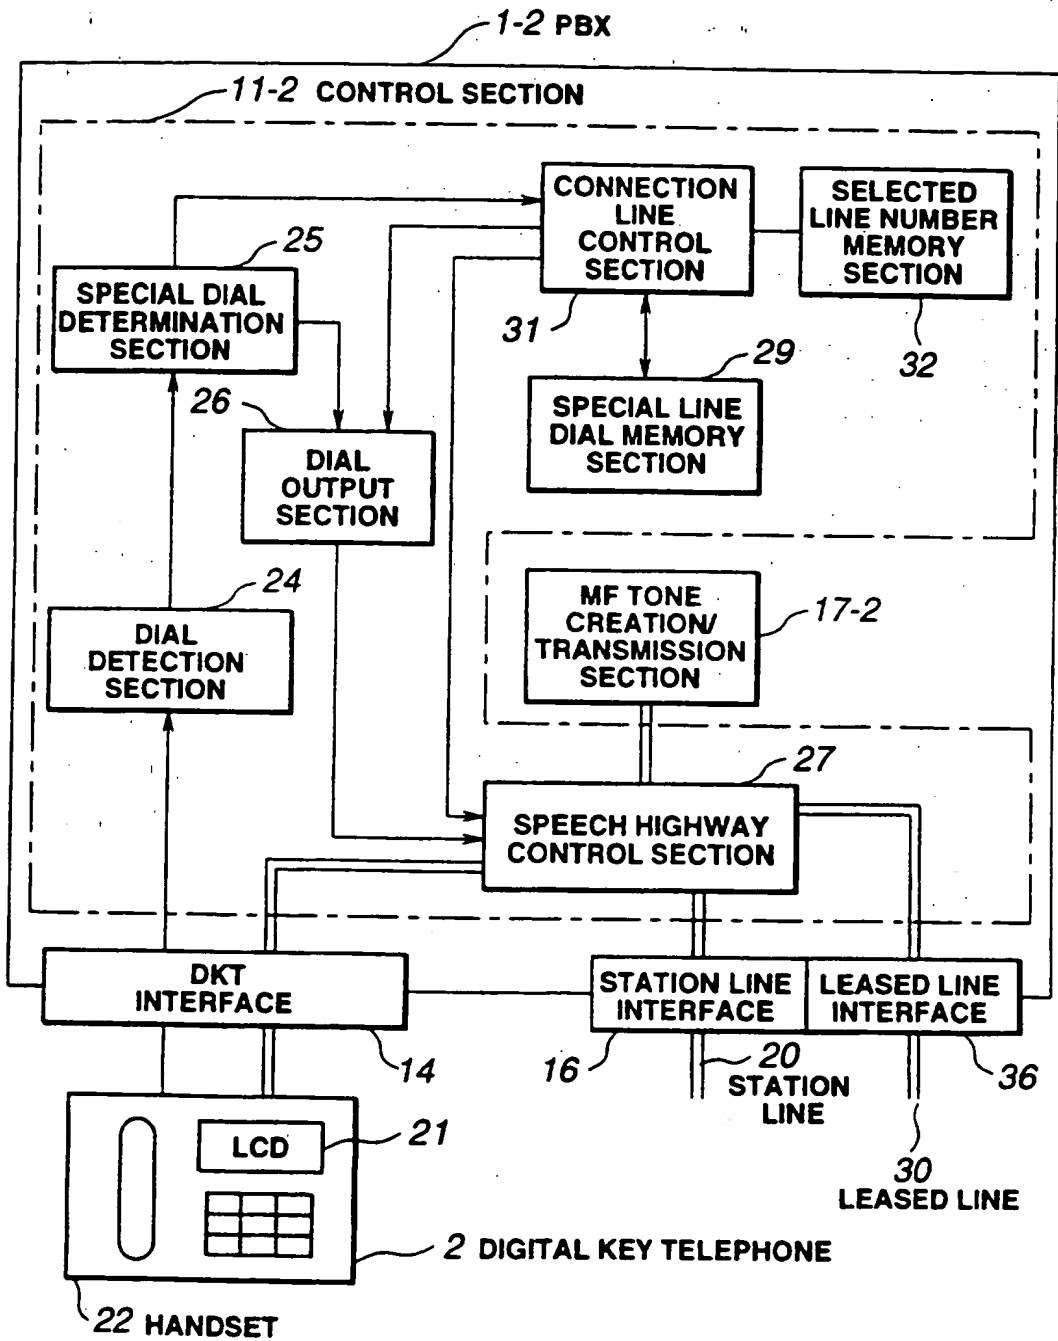 1-2 PBX
11-2 CONTROL SECTION
CONNECTION
LINE
CONTROL
SECTION
SELECTED
LINE NUMBER
MEMORY
SECTION
25
SPECIAL DIAL
DETERMINATION
SECTION
31
29
32
26
SPECIAL LINE
DIAL MEMORY
SECTION
DIAL
OUTPUT
SECTION
24
MF TONE
CREATION/
TRANSMISSION
SECTION
17-2
DIAL
DETECTION
SECTION
27
SPEECH HIGHWAY
CONTROL SECTION
DKT
INTERFACE
STATION LINE
INTERFACE
LEASED LINE
INTERFACE
14
16
20
STATION
LINE
36
LCD
21
30
LEASED LINE
2 DIGITAL KEY TELEPHONE
22 HANDSET